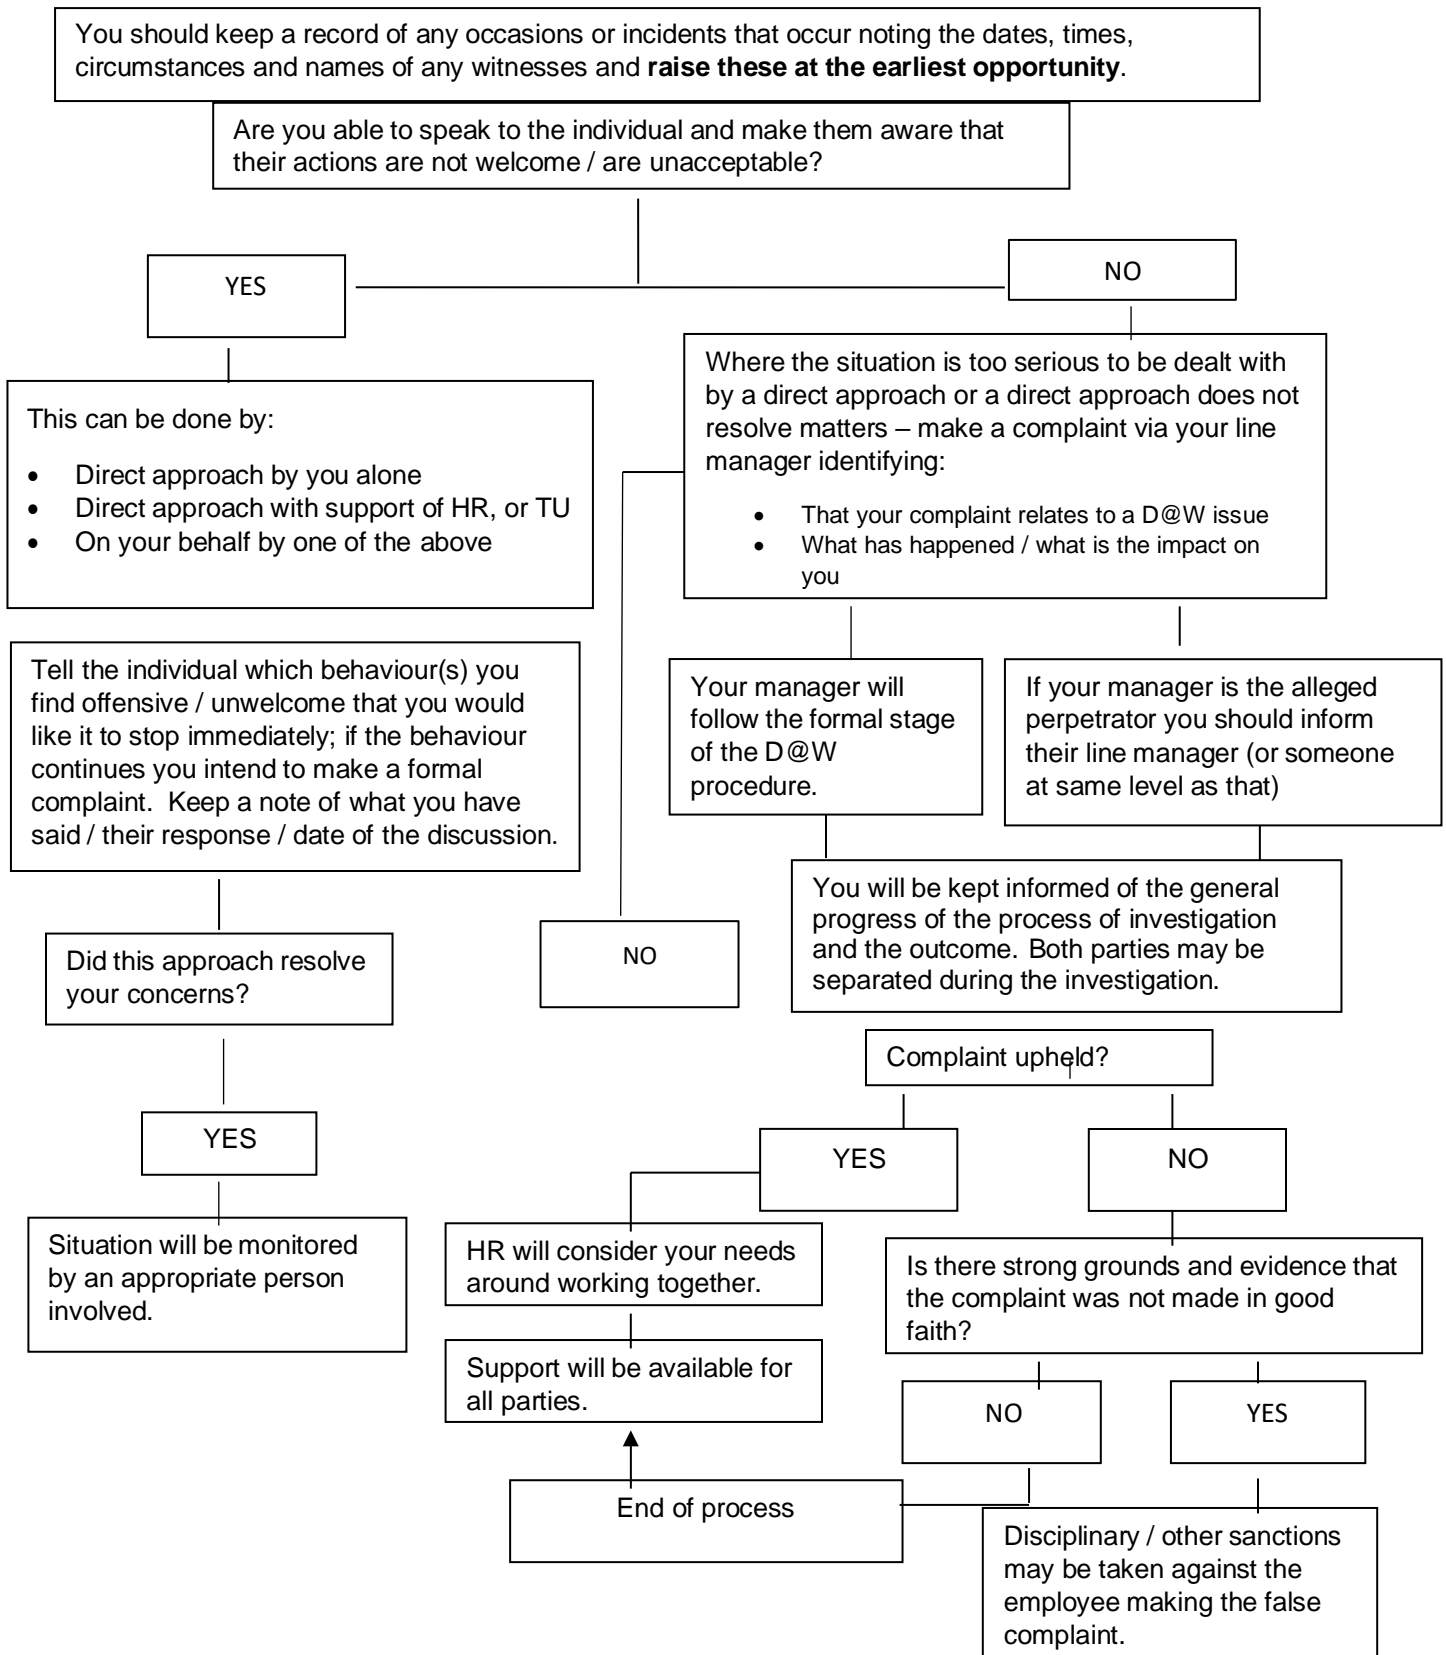 You should keep a record of any occasions or incidents that occur noting the dates, times,
circumstances and names of any witnesses and raise these at the earliest opportunity.
Are you able to speak to the individual and make them aware that
their actions are not welcome / are unacceptable?
YES
NO
This can be done by:
• Direct approach by you alone
• Direct approach with support of HR, or TU
• On your behalf by one of the above
Where the situation is too serious to be dealt with
by a direct approach or a direct approach does not
resolve matters – make a complaint via your line
manager identifying:
• That your complaint relates to a D@W issue
• What has happened / what is the impact on
you
Tell the individual which behaviour(s) you
find offensive / unwelcome that you would
like it to stop immediately; if the behaviour
continues you intend to make a formal
complaint. Keep a note of what you have
said / their response / date of the discussion.
Your manager will
follow the formal stage
of the D@W
procedure.
If your manager is the alleged
perpetrator you should inform
their line manager (or someone
at same level as that)
You will be kept informed of the general
progress of the process of investigation
and the outcome. Both parties may be
separated during the investigation.
Did this approach resolve
your concerns?
NO
Complaint upheld?
YES
YES
NO
Situation will be monitored
by an appropriate person
involved.
HR will consider your needs
around working together.
Is there strong grounds and evidence that
the complaint was not made in good
faith?
Support will be available for
all parties.
NO
YES
End of process
Disciplinary / other sanctions
may be taken against the
employee making the false
complaint.